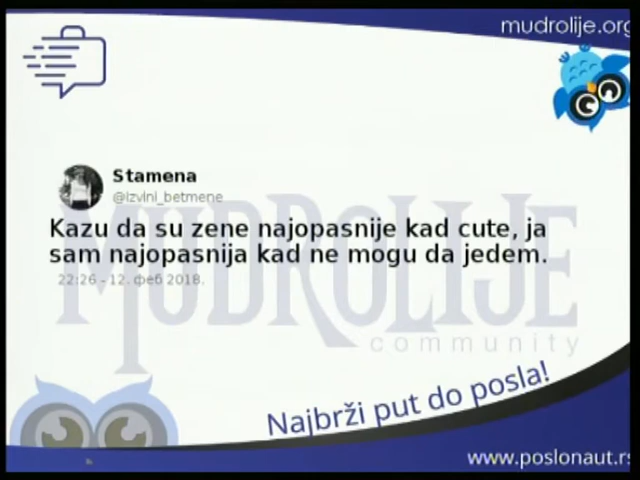 mudrolije.org
Stamena
@izvini_betmene
Kazu da su zene najopasnije kad cute, ja
sam najopasnija kad ne mogu da jedem.
22:26 - 12. феб 2018.
MUDROLIJE
community
Najbrži put do posla!
www.poslonaut.rs